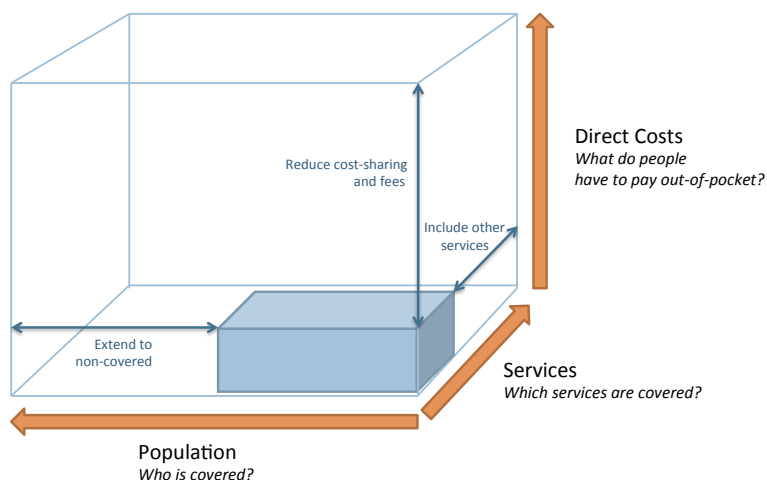 Reduce cost-sharing
and fees
Direct Costs
What do people
have to pay out-of-pocket?
Include other
services
Extend to
non-covered
Services
Which services are covered?
Population
Who is covered?